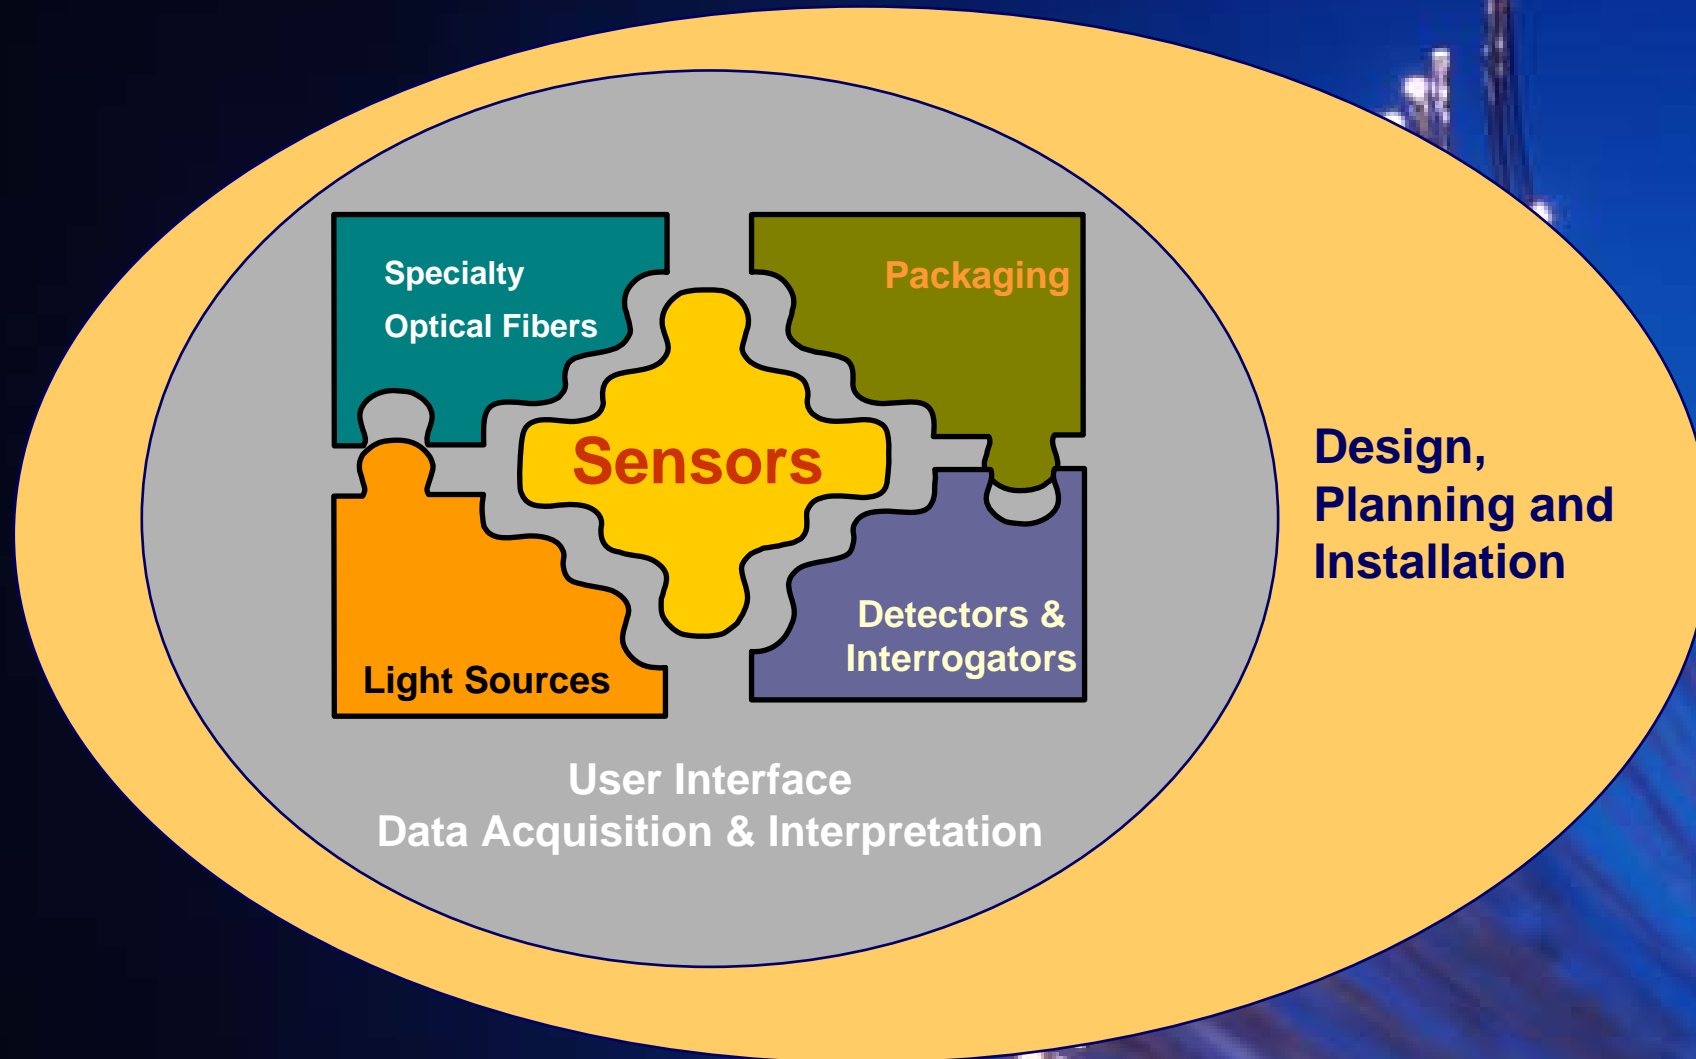 Specialty
Optical Fibers
Packaging
Sensors
Light Sources
Detectors &
Interrogators
User Interface
Data Acquisition & Interpretation
Design,
Planning and
Installation